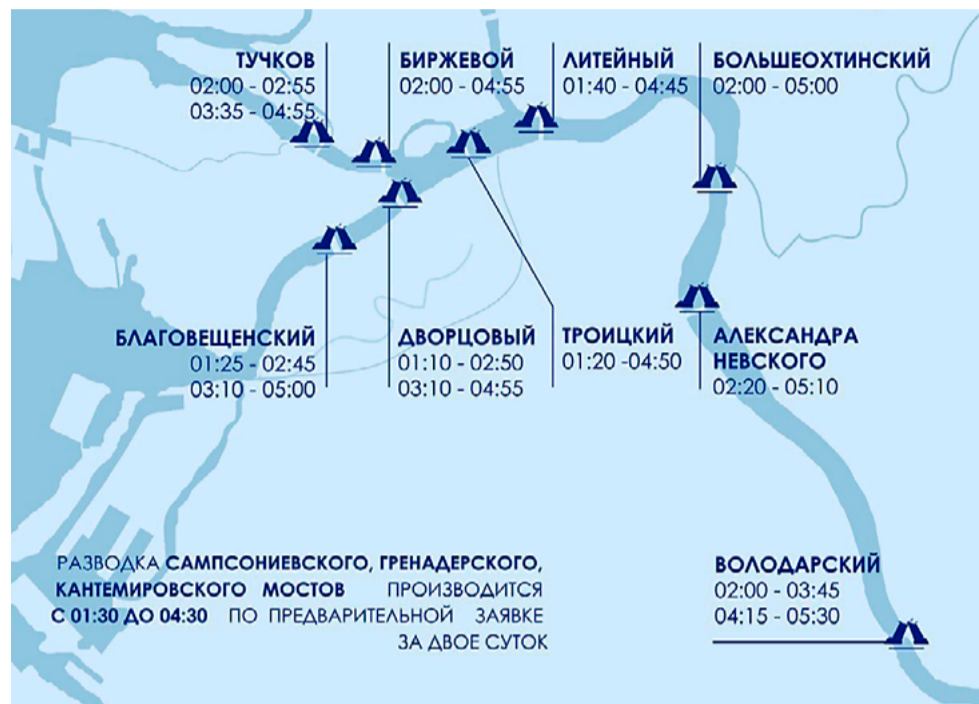 ТУЧКОВ
02:00 - 02:55
03:35 - 04:55
БИРЖЕВОЙ
02:00 - 04:55
ЛИТЕЙНЫЙ
01:40 - 04:45
БОЛЬШЕОХТИНСКИЙ
02:00 - 05:00
БЛАГОВЕЩЕНСКИЙ
01:25 - 02:45
03:10 - 05:00
ДВОРЦОВЫЙ
01:10 - 02:50
03:10 - 04:55
ТРОИЦКИЙ
01:20 -04:50
АЛЕКСАНДРА
НЕВСКОГО
02:20 - 05:10
РАЗВОДКА САМПСОНИЕВСКОГО, ГРЕНАДЕРСКОГО,
КАНТЕМИРОВСКОГО МОСТОВ ПРОИЗВОДИТСЯ
С 01:30 ДО 04:30 ПО ПРЕДВАРИТЕЛЬНОЙ ЗАЯВКЕ
ЗА ДВОЕ СУТОК
ВОЛОДАРСКИЙ
02:00 - 03:45
04:15 - 05:30